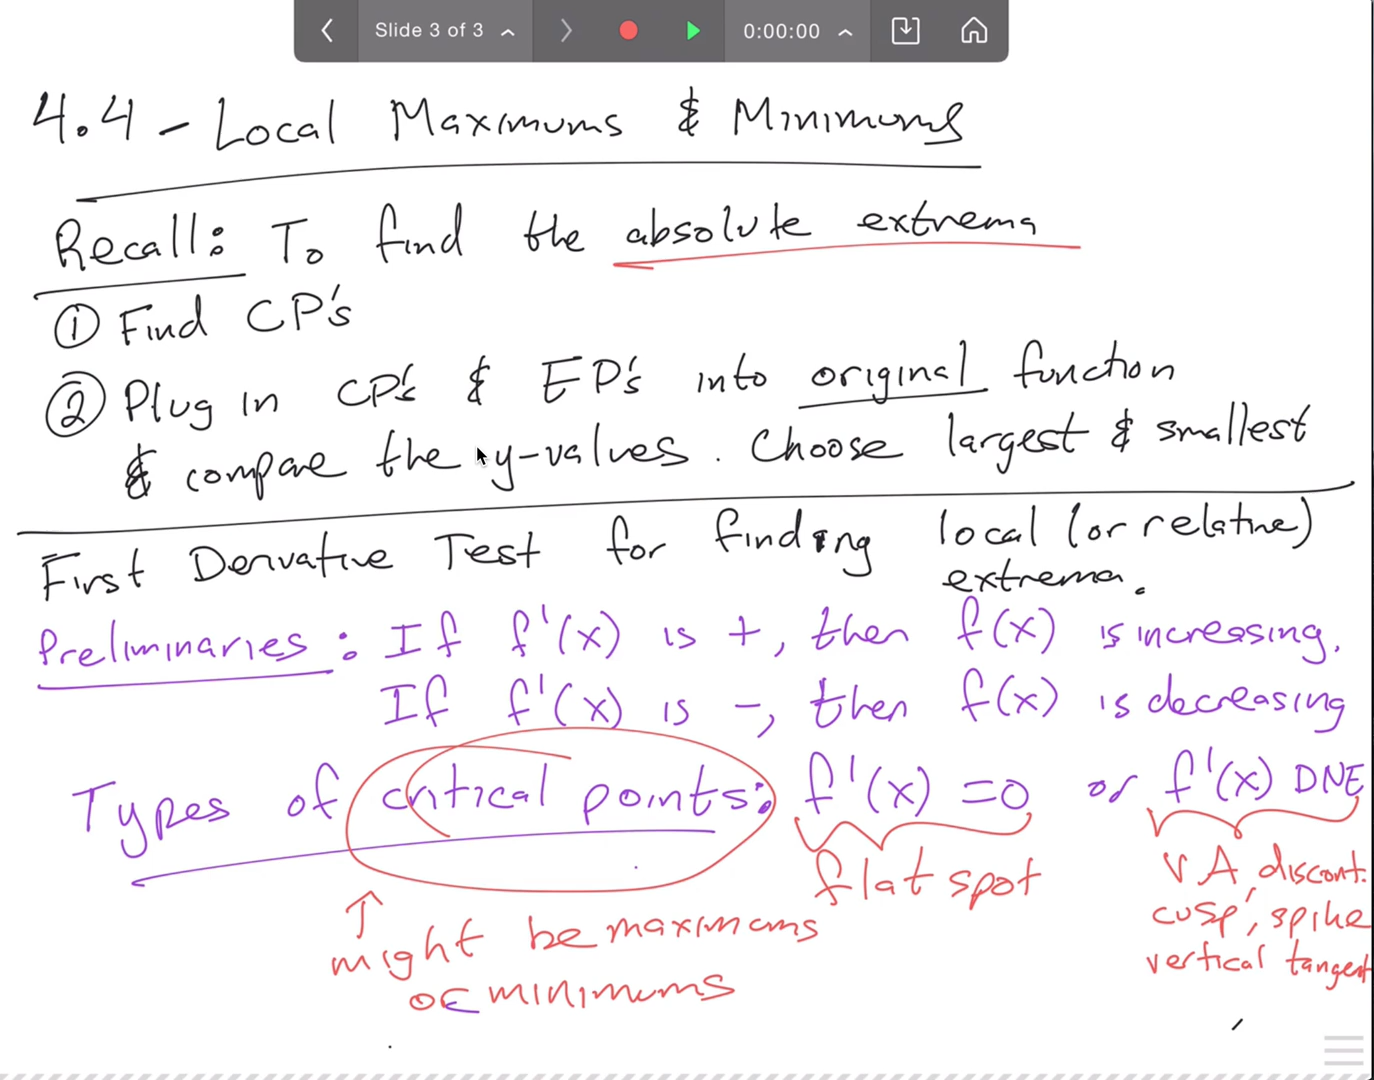 Slide 3 of 3
0:00:00
4.4 - Local Maximums & Minimums
Recall: To find the absolute extrema
① Find CP's
② Plug in CP's & EP's into original function
& compare the y-values. Choose largest & smallest
First Derivative Test for finding local (or relative)
extrema.
Preliminaries: If f'(x) is +, then f(x) is increasing.
If f'(x) is -, then f(x) is decreasing
Types of critical points: f'(x) = 0 or f'(x) DNE
flat spot
VA, discont.
cusp, spike
vertical tangent
might be maximums
or minimums